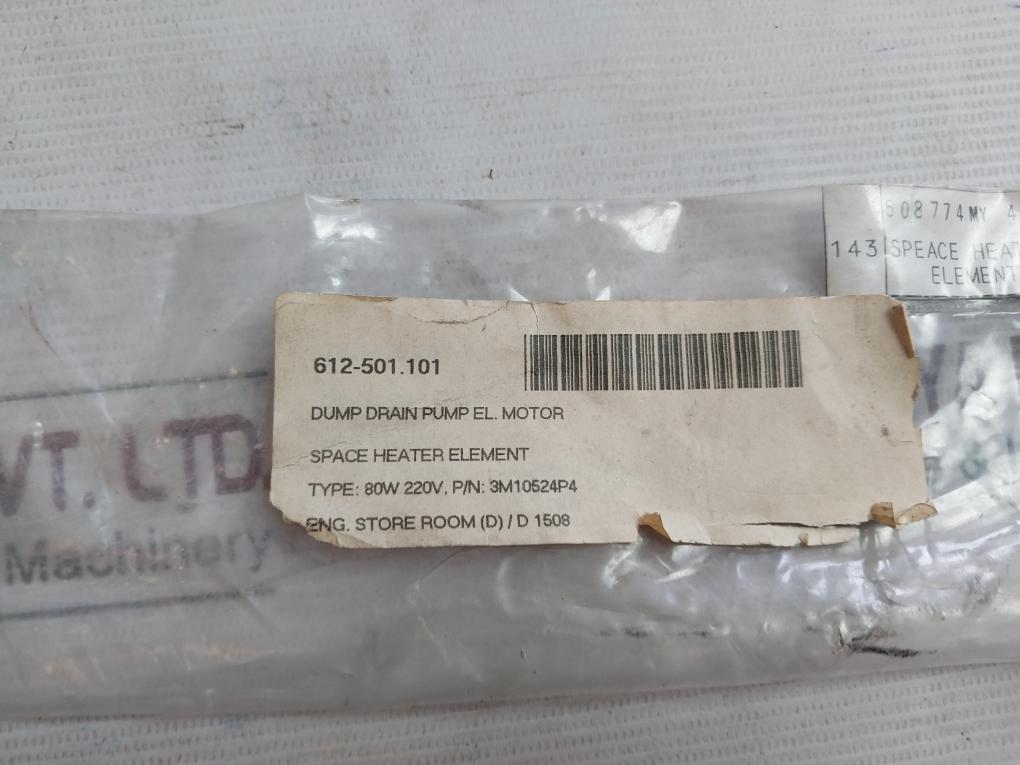 508774MY 4
143 SPEACE HEAT
ELEMENT
612-501.101
DUMP DRAIN PUMP EL. MOTOR
SPACE HEATER ELEMENT
TYPE: 80W 220V, P/N: 3M10524P4
ENG. STORE ROOM (D) / D 1508
VT. LTD.
Machinery